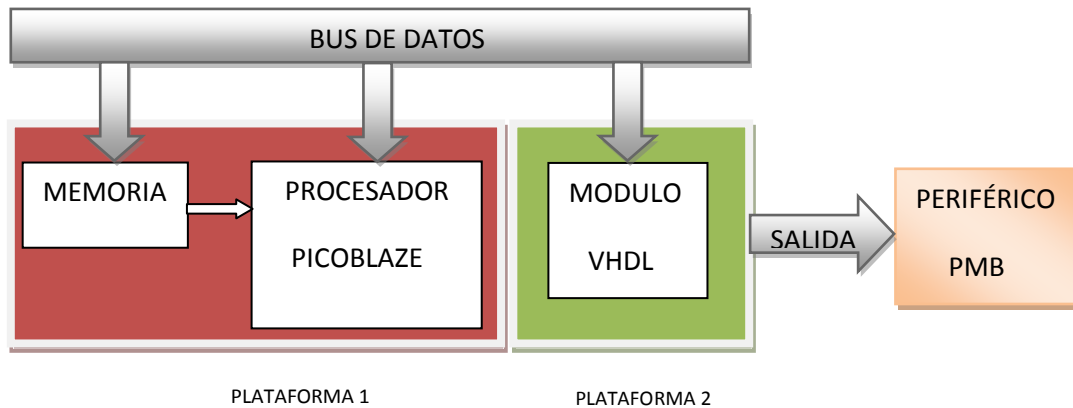 BUS DE DATOS
MEMORIA
PROCESADOR
PICOBLAZE
MODULO
VHDL
SALIDA
PERIFÉRICO
PMB
PLATAFORMA 1
PLATAFORMA 2